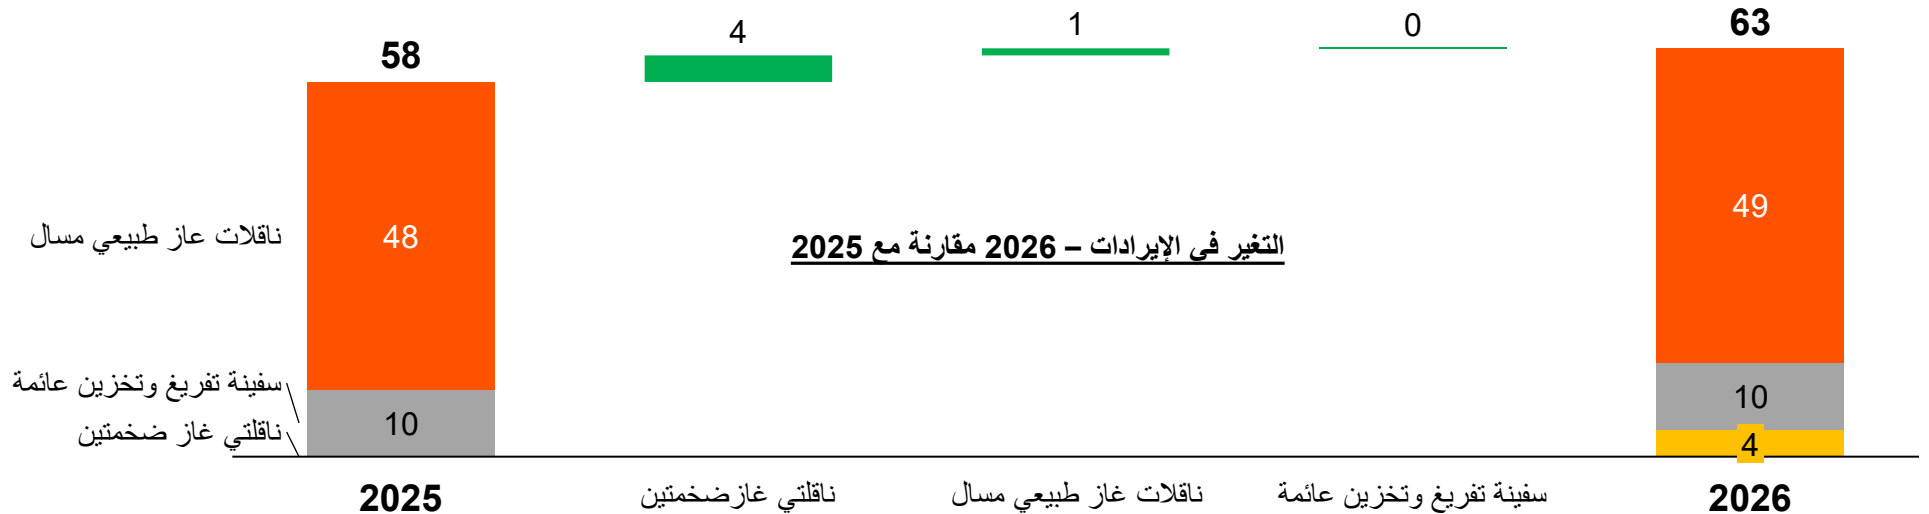 58
4
1
0
63
ناقلات عاز طبيعي مسال
48
49
التغير في الإيرادات – 2026 مقارنة مع 2025
سفينة تفريغ وتخزين عائمة
10
10
ناقلتي غاز ضخمتين
4
2025
ناقلتي غازضخمتين
ناقلات غاز طبيعي مسال
سفينة تفريغ وتخزين عائمة
2026